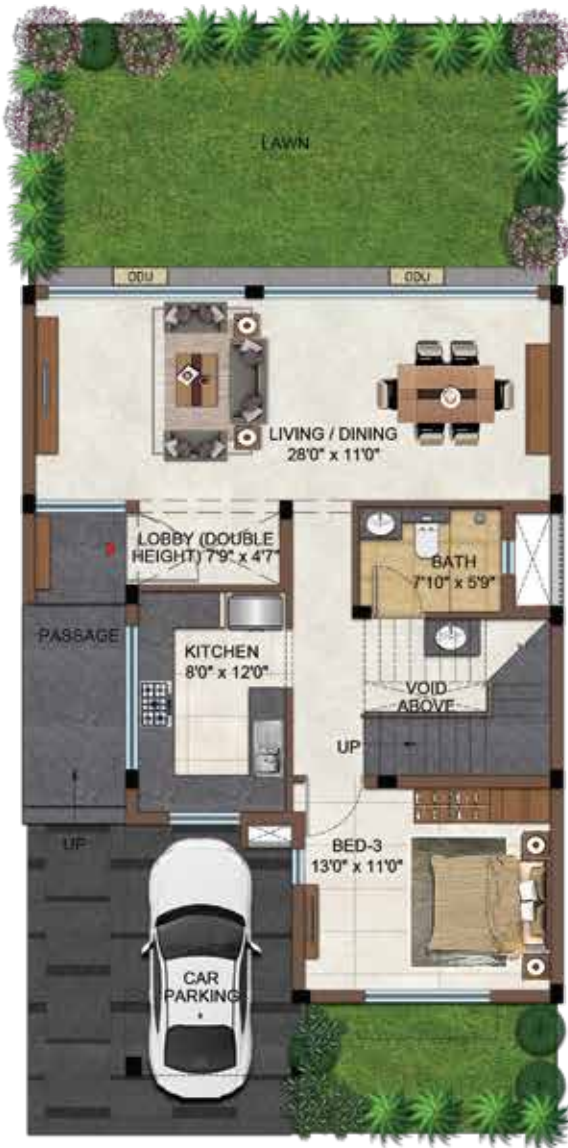 LAWN
ODU
ODU
LIVING / DINING
28'0" x 11'0"
LOBBY (DOUBLE
HEIGHT) 7'9" x 4'7"
BATH
7'10" x 5'9"
PASSAGE
KITCHEN
8'0" x 12'0"
VOID
ABOVE
UP
UP
BED-3
13'0" x 11'0"
CAR
PARKING